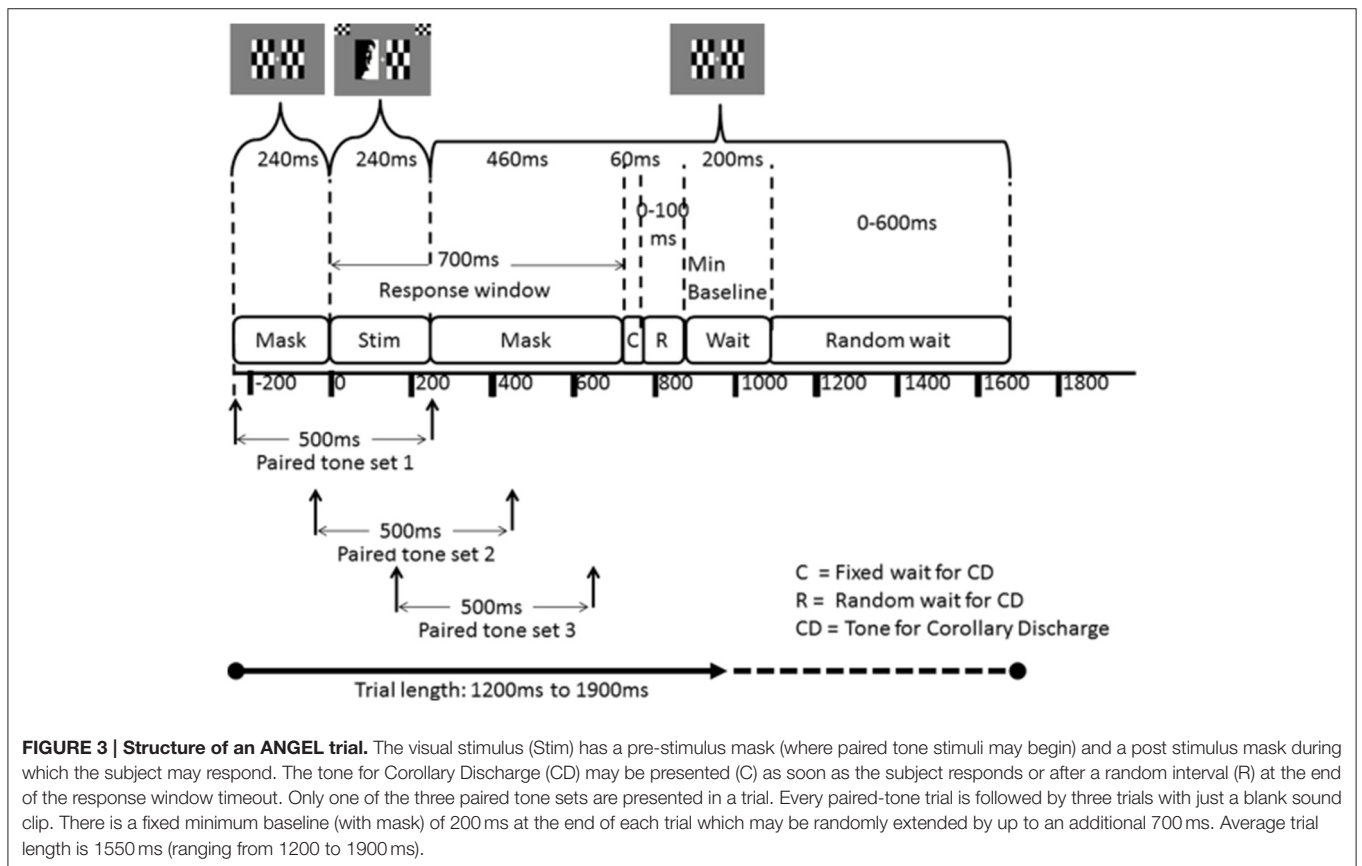 240ms 240ms 460ms 60ms 200ms
0-100
ms
0-600ms
700ms
Min
Response window
Baseline
Mask Stim Mask C R Wait Random wait
-200 0 200 400 600 800 1000 1200 1400 1600 1800
500ms
Paired tone set 1
500ms
Paired tone set 2
500ms
Paired tone set 3
C = Fixed wait for CD
R = Random wait for CD
CD = Tone for Corollary Discharge
Trial length: 1200ms to 1900ms
FIGURE 3 | Structure of an ANGEL trial. The visual stimulus (Stim) has a pre-stimulus mask (where paired tone stimuli may begin) and a post stimulus mask during
which the subject may respond. The tone for Corollary Discharge (CD) may be presented (C) as soon as the subject responds or after a random interval (R) at the end
of the response window timeout. Only one of the three paired tone sets are presented in a trial. Every paired-tone trial is followed by three trials with just a blank sound
clip. There is a fixed minimum baseline (with mask) of 200 ms at the end of each trial which may be randomly extended by up to an additional 700 ms. Average trial
length is 1550 ms (ranging from 1200 to 1900 ms).